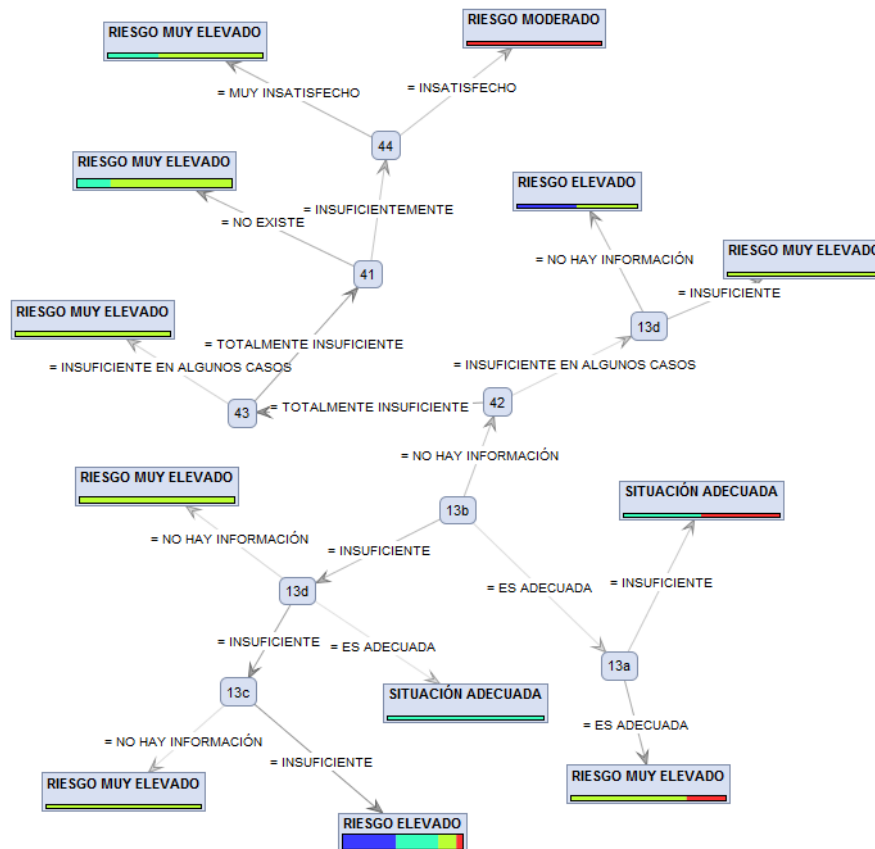 RIESGO MUY ELEVADO
RIESGO MODERADO
= MUY INSATISFECHO
= INSATISFECHO
44
RIESGO MUY ELEVADO
RIESGO ELEVADO
= NO EXISTE
= INSUFICIENTEMENTE
RIESGO MUY ELEVADO
= NO HAY INFORMACIÓN
41
= INSUFICIENTE
RIESGO MUY ELEVADO
13d
= TOTALMENTE INSUFICIENTE
= INSUFICIENTE EN ALGUNOS CASOS
= INSUFICIENTE EN ALGUNOS CASOS
43
= TOTALMENTE INSUFICIENTE
42
= NO HAY INFORMACIÓN
RIESGO MUY ELEVADO
SITUACIÓN ADECUADA
13b
= NO HAY INFORMACIÓN
= INSUFICIENTE
= ES ADECUADA
= INSUFICIENTE
13d
= INSUFICIENTE
= ES ADECUADA
13a
13c
SITUACIÓN ADECUADA
= ES ADECUADA
= NO HAY INFORMACIÓN
= INSUFICIENTE
RIESGO MUY ELEVADO
RIESGO MUY ELEVADO
RIESGO ELEVADO